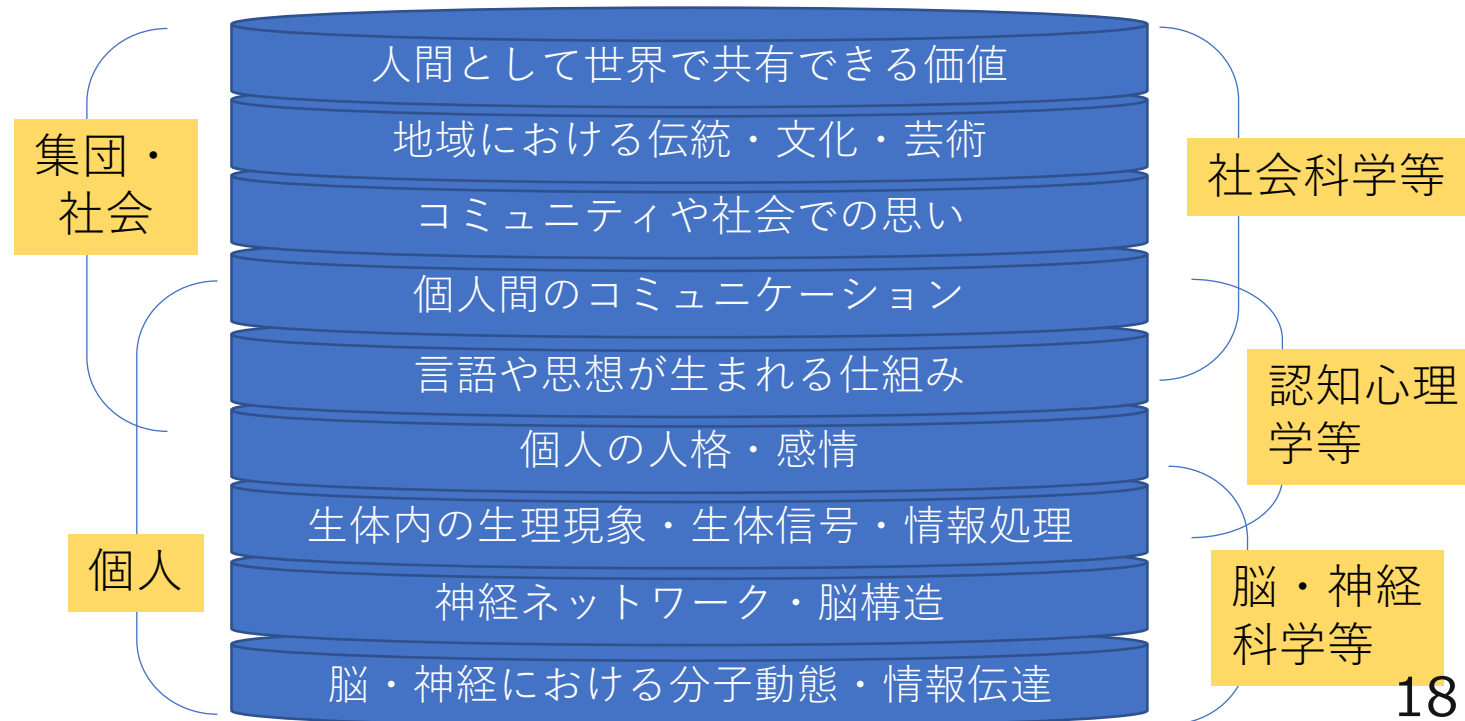 人間として世界で共有できる価値
地域における伝統・文化・芸術
コミュニティや社会での思い
個人間のコミュニケーション
言語や思想が生まれる仕組み
個人の人格・感情
生体内の生理現象・生体信号・情報処理
神経ネットワーク・脳構造
脳・神経における分子動態・情報伝達
集団・
社会
個人
社会科学等
認知心理
学等
脳・神経
科学等
18